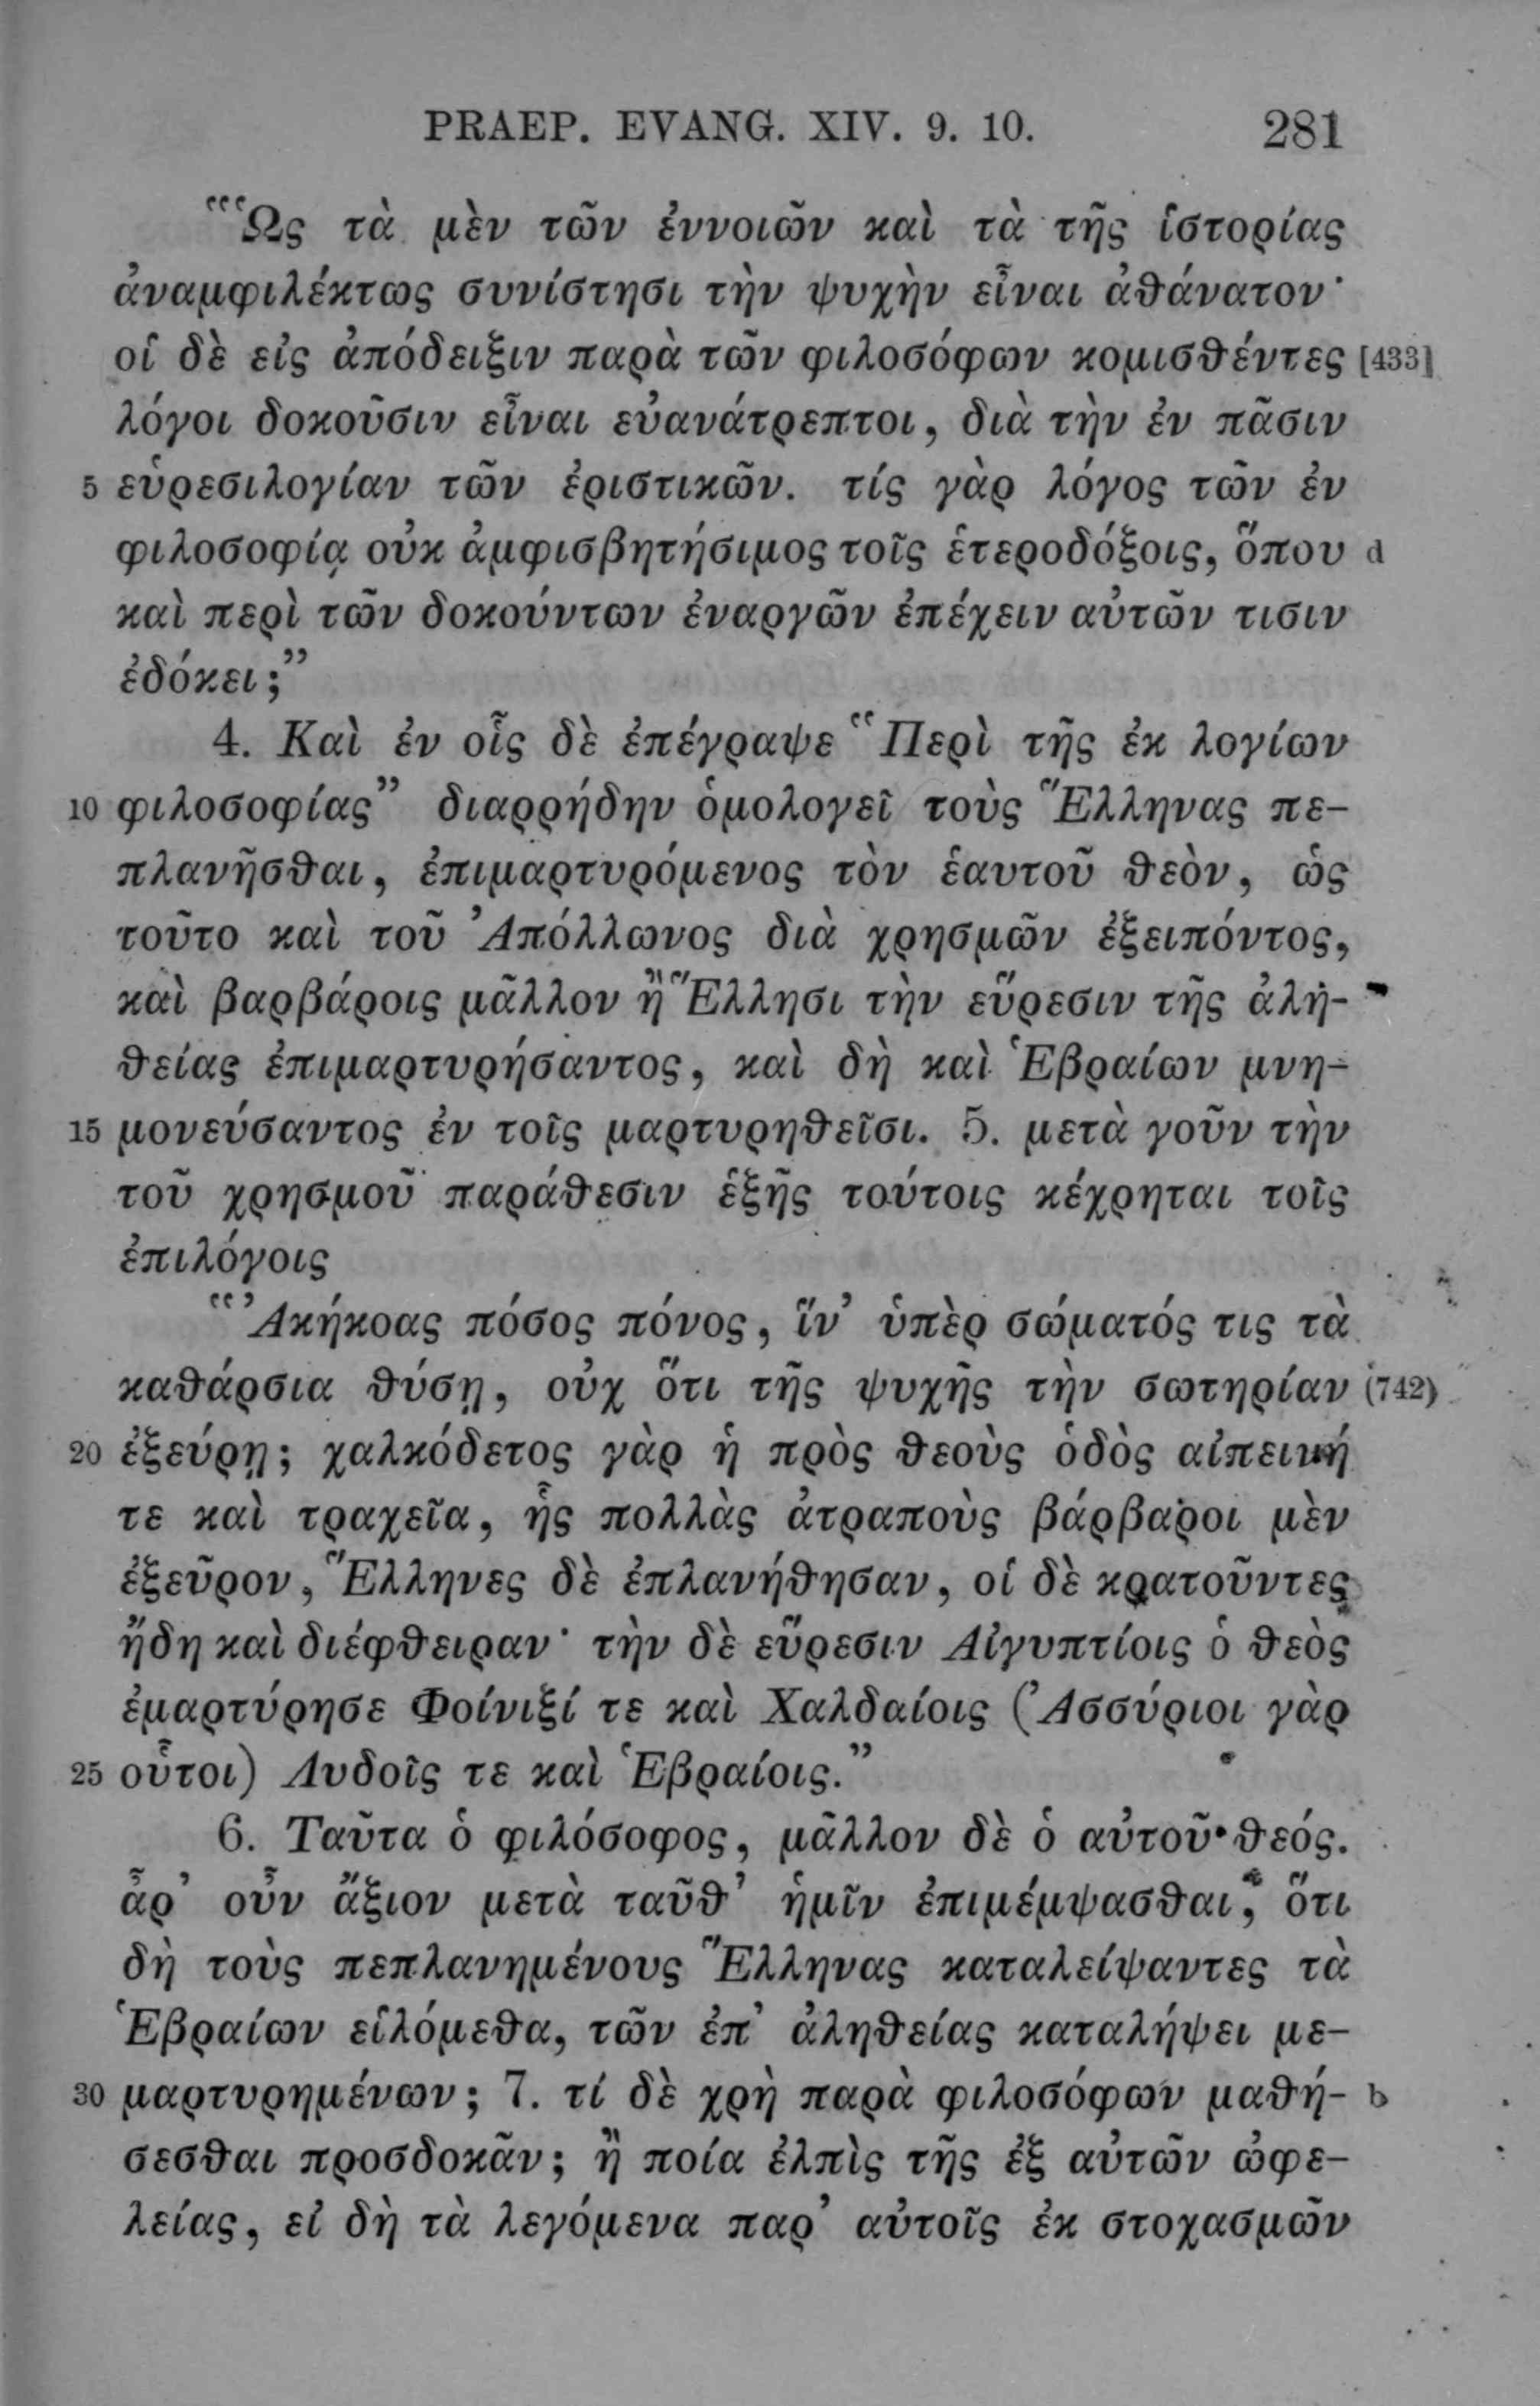 PRAEP. EVANG. XIV. 9. 10. 281
“Ὡς τὰ μὲν τῶν ἐννοιῶν καὶ τὰ τῆς ἱστορίας
ἀναμφιλέκτως συνίστησι τὴν ψυχὴν εἶναι ἀθάνατον·
οἱ δὲ εἰς ἀπόδειξιν παρὰ τῶν φιλοσόφων κομισθέντες [433]
λόγοι δοκοῦσιν εἶναι εὐανάτρεπτοι, διὰ τὴν ἐν πᾶσιν
5 εὑρεσιλογίαν τῶν ἐριστικῶν. τίς γὰρ λόγος τῶν ἐν
φιλοσοφίᾳ οὐκ ἀμφισβητήσιμος τοῖς ἑτεροδόξοις, ὅπου d
καὶ περὶ τῶν δοκούντων ἐναργῶν ἐπέχειν αὐτῶν τισιν
ἐδόκει;”
4. Καὶ ἐν οἷς δὲ ἐπέγραψε “Περὶ τῆς ἐκ λογίων
10 φιλοσοφίας” διαρρήδην ὁμολογεῖ τοὺς Ἕλληνας πε-
πλανῆσθαι, ἐπιμαρτυρόμενος τὸν ἑαυτοῦ θεὸν, ὡς
τοῦτο καὶ τοῦ Ἀπόλλωνος διὰ χρησμῶν ἐξειπόντος,
καὶ βαρβάροις μᾶλλον ἢ Ἕλλησι τὴν εὕρεσιν τῆς ἀλη-
θείας ἐπιμαρτυρήσαντος, καὶ δὴ καὶ Ἑβραίων μνη-
15 μονεύσαντος ἐν τοῖς μαρτυρηθεῖσι. 5. μετὰ γοῦν τὴν
τοῦ χρησμοῦ παράθεσιν ἑξῆς τούτοις κέχρηται τοῖς
ἐπιλόγοις
“Ἀκήκοας πόσος πόνος, ἵν’ ὑπὲρ σώματός τις τὰ
καθάρσια θύσῃ, οὐχ ὅτι τῆς ψυχῆς τὴν σωτηρίαν (742)
20 ἐξεύρῃ; χαλκόδετος γὰρ ἡ πρὸς θεοὺς ὁδὸς αἰπεινή
τε καὶ τραχεῖα, ἧς πολλὰς ἀτραποὺς βάρβαροι μὲν
ἐξεῦρον, Ἕλληνες δὲ ἐπλανήθησαν, οἱ δὲ κρατοῦντες
ἤδη καὶ διέφθειραν· τὴν δὲ εὕρεσιν Αἰγυπτίοις ὁ θεὸς
ἐμαρτύρησε Φοίνιξί τε καὶ Χαλδαίοις (Ἀσσύριοι γὰρ
25 οὗτοι) Λυδοῖς τε καὶ Ἑβραίοις.”
6. Ταῦτα ὁ φιλόσοφος, μᾶλλον δὲ ὁ αὐτοῦ θεός.
ἆρ’ οὖν ἄξιον μετὰ ταῦθ’ ἡμῖν ἐπιμέμψασθαι, ὅτι
δὴ τοὺς πεπλανημένους Ἕλληνας καταλείψαντες τὰ
Ἑβραίων εἱλόμεθα, τῶν ἐπ’ ἀληθείας καταλήψει με-
30 μαρτυρημένων; 7. τί δὲ χρὴ παρὰ φιλοσόφων μαθή- b
σεσθαι προσδοκᾶν; ἢ ποία ἐλπὶς τῆς ἐξ αὐτῶν ὠφε-
λείας, εἰ δὴ τὰ λεγόμενα παρ’ αὐτοῖς ἐκ στοχασμῶν